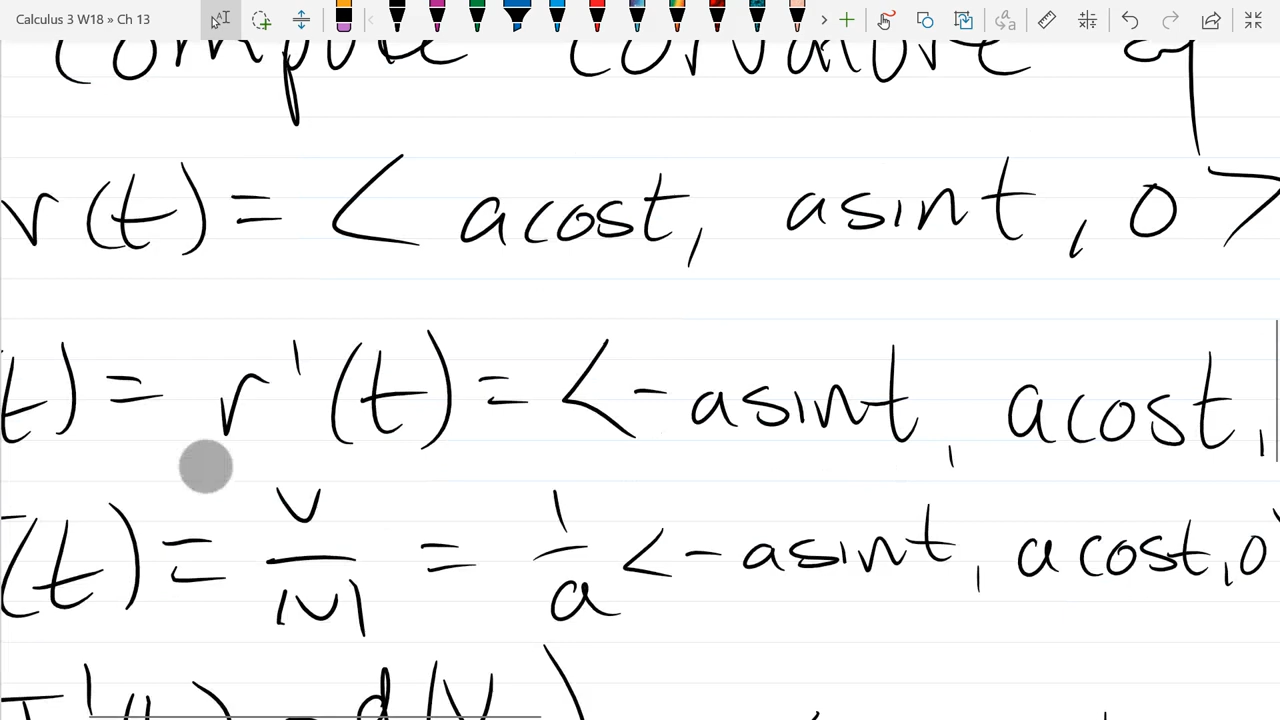 Calculus 3 W18 » Ch 13
compute curvature of
r(t) = < acost, asint, 0 >
t) = r'(t) = < -asint, acost,
(t) = V/|V| = 1/a < -asint, acost, 0
T'(t) = d(V